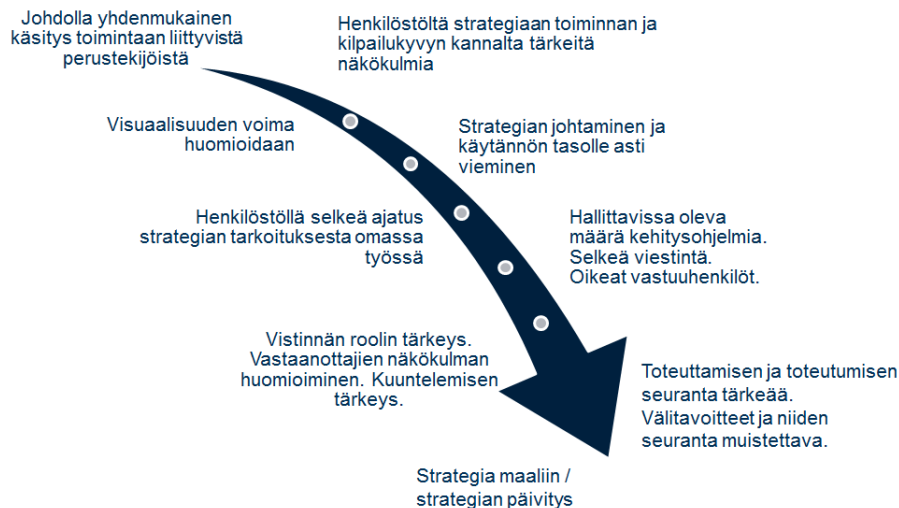 Johdolla yhdenmukainen
käsitys toimintaan liittyvistä
perustekijöistä
Henkilöstöltä strategiaan toiminnan ja
kilpailukyvyn kannalta tärkeitä
näkökulmia
Visuaalisuuden voima
huomioidaan
Strategian johtaminen ja
käytännön tasolle asti
vieminen
Henkilöstöllä selkeä ajatus
strategian tarkoituksesta omassa
työssä
Hallittavissa oleva
määrä kehitysohjelmia.
Selkeä viestintä.
Oikeat vastuuhenkilöt.
Vistinnän roolin tärkeys.
Vastaanottajien näkökulman
huomioiminen. Kuuntelemisen
tärkeys.
Toteuttamisen ja toteutumisen
seuranta tärkeää.
Välitavoitteet ja niiden
seuranta muistettava.
Strategia maaliin /
strategian päivitys